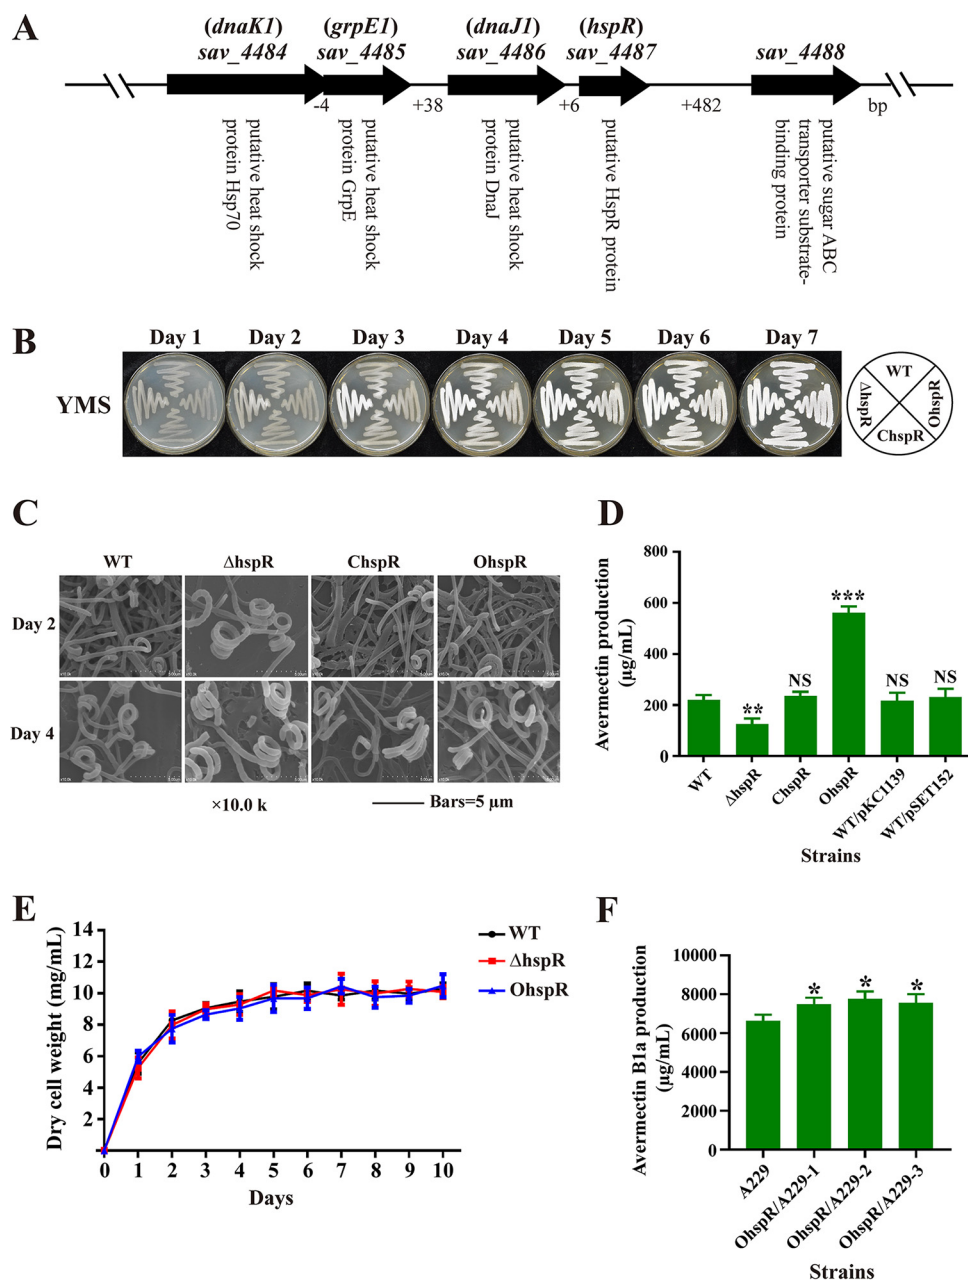 A
(dnaK1) (grpE1) (dnaJ1) (hspR)
sav_4484 sav_4485 sav_4486 sav_4487 sav_4488
-4 +38 +6 +482 bp
putative heat shock
protein Hsp70
putative heat shock
protein GrpE
putative heat shock
protein DnaJ
putative HspR protein
putative sugar ABC
transporter substrate-
binding protein
B
Day 1 Day 2 Day 3 Day 4 Day 5 Day 6 Day 7
YMS
WT
ΔhspR
OhspR
ChspR
C
WT ΔhspR ChspR OhspR
Day 2
Day 4
×10.0 k
Bars=5 μm
D
Avermectin production
(μg/mL)
800
600
400
200
0
** NS *** NS NS
WT
ΔhspR
ChspR
OhspR
WT/pKC1139
WT/pSET152
Strains
E
Dry cell weight (mg/mL)
14
12
10
8
6
4
2
0 1 2 3 4 5 6 7 8 9 10
Days
WT
ΔhspR
OhspR
F
Avermectin B1a production
(μg/mL)
10000
8000
6000
4000
2000
0
* * *
A229
OhspR/A229-1
OhspR/A229-2
OhspR/A229-3
Strains